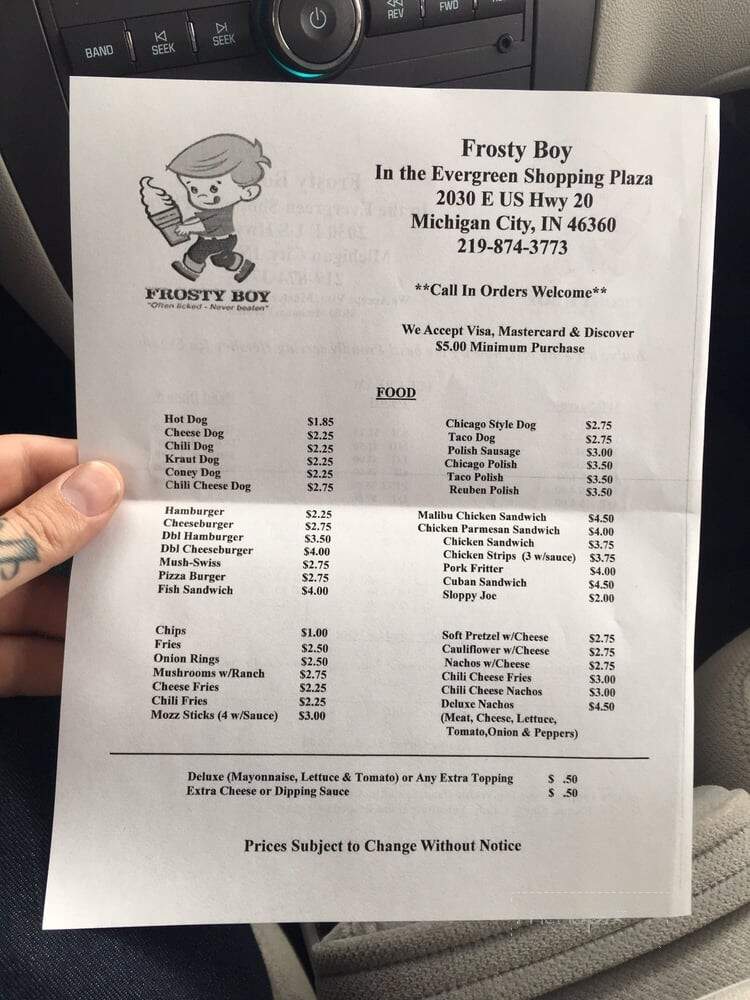 BAND
SEEK
SEEK
REV
FWD
Frosty Boy
In the Evergreen Shopping Plaza
2030 E US Hwy 20
Michigan City, IN 46360
219-874-3773
FROSTY BOY
"Often licked - Never beaten"
**Call In Orders Welcome**
We Accept Visa, Mastercard & Discover
$5.00 Minimum Purchase
FOOD
Hot Dog $1.85
Cheese Dog $2.25
Chili Dog $2.25
Kraut Dog $2.25
Coney Dog $2.25
Chili Cheese Dog $2.75
Chicago Style Dog $2.75
Taco Dog $2.75
Polish Sausage $3.00
Chicago Polish $3.50
Taco Polish $3.50
Reuben Polish $3.50
Hamburger $2.25
Cheeseburger $2.75
Dbl Hamburger $3.50
Dbl Cheeseburger $4.00
Mush-Swiss $2.75
Pizza Burger $2.75
Fish Sandwich $4.00
Malibu Chicken Sandwich $4.50
Chicken Parmesan Sandwich $4.00
Chicken Sandwich $3.75
Chicken Strips (3 w/sauce) $3.75
Pork Fritter $4.00
Cuban Sandwich $4.50
Sloppy Joe $2.00
Chips $1.00
Fries $2.50
Onion Rings $2.50
Mushrooms w/Ranch $2.75
Cheese Fries $2.25
Chili Fries $2.25
Mozz Sticks (4 w/Sauce) $3.00
Soft Pretzel w/Cheese $2.75
Cauliflower w/Cheese $2.75
Nachos w/Cheese $2.75
Chili Cheese Fries $3.00
Chili Cheese Nachos $3.00
Deluxe Nachos $4.50
(Meat, Cheese, Lettuce,
Tomato,Onion & Peppers)
Deluxe (Mayonnaise, Lettuce & Tomato) or Any Extra Topping $ .50
Extra Cheese or Dipping Sauce $ .50
Prices Subject to Change Without Notice